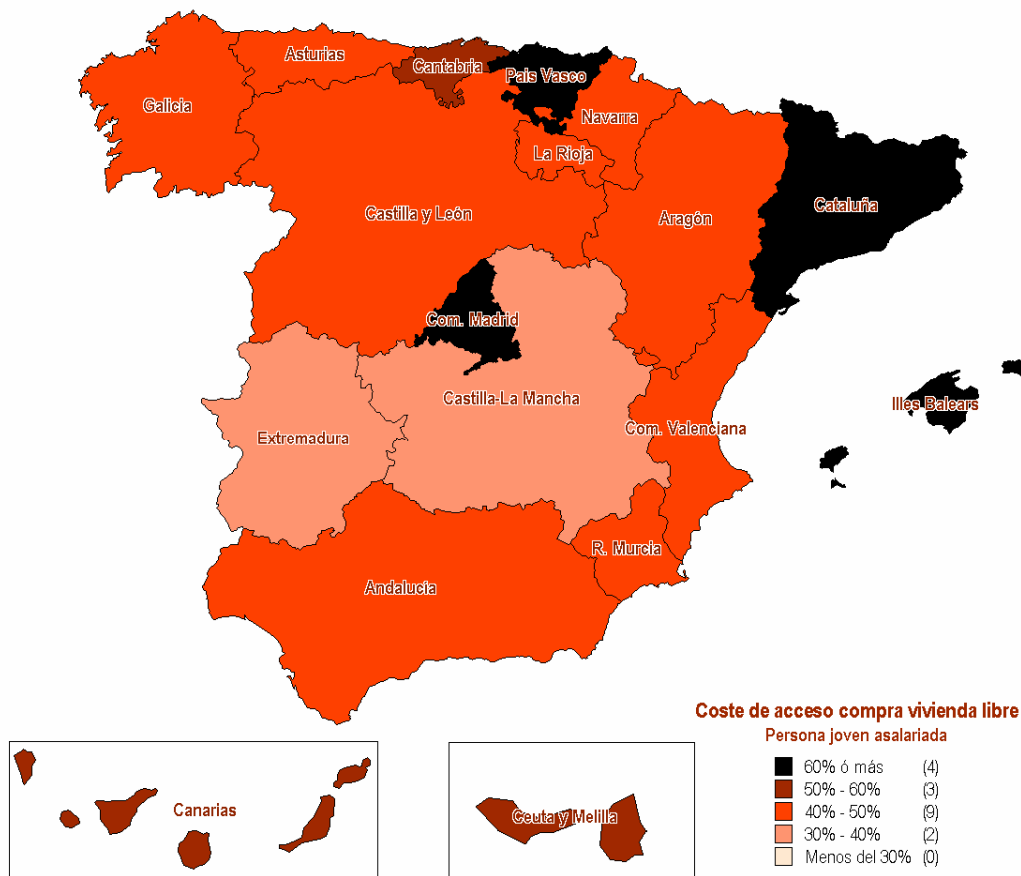 Asturias
Cantabria
Pais Vasco
Galicia
Navarra
La Rioja
Castilla y León
Aragón
Cataluña
Com. Madrid
Castilla-La Mancha
Illes Balears
Extremadura
Com. Valenciana
R. Murcia
Andalucia
Canarias
Ceuta y Melilla
Coste de acceso compra vivienda libre
Persona joven asalariada
60% ó más (4)
50% - 60% (3)
40% - 50% (9)
30% - 40% (2)
Menos del 30% (0)